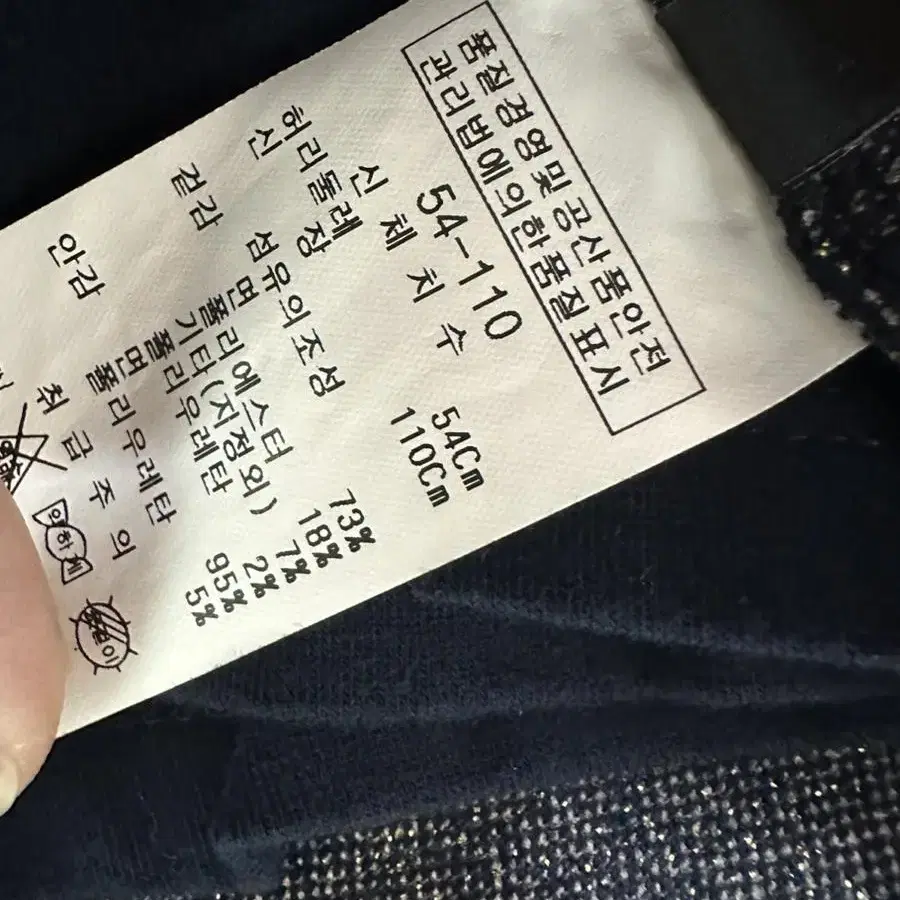 품질경영및공산품안전
관리법에의한품질표시
54-110
신 체 치 수
허리둘레 54Cm
신 장 110Cm
섬유의조성
겉감 면 73%
폴리에스터 18%
기타(지정외) 7%
폴리우레탄 2%
안감 면 95%
폴리우레탄 5%
취 급 주 의
약하게